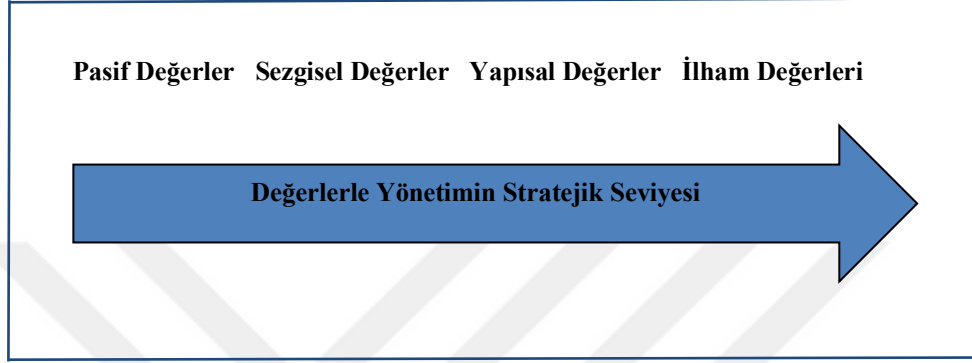 Pasif Değerler Sezgisel Değerler Yapısal Değerler İlham Değerleri
Değerlerle Yönetimin Stratejik Seviyesi